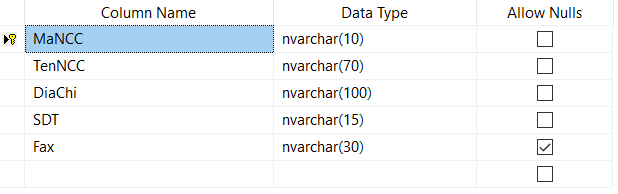 Column Name Data Type Allow Nulls
MaNCC nvarchar(10)
TenNCC nvarchar(70)
DiaChi nvarchar(100)
SDT nvarchar(15)
Fax nvarchar(30)